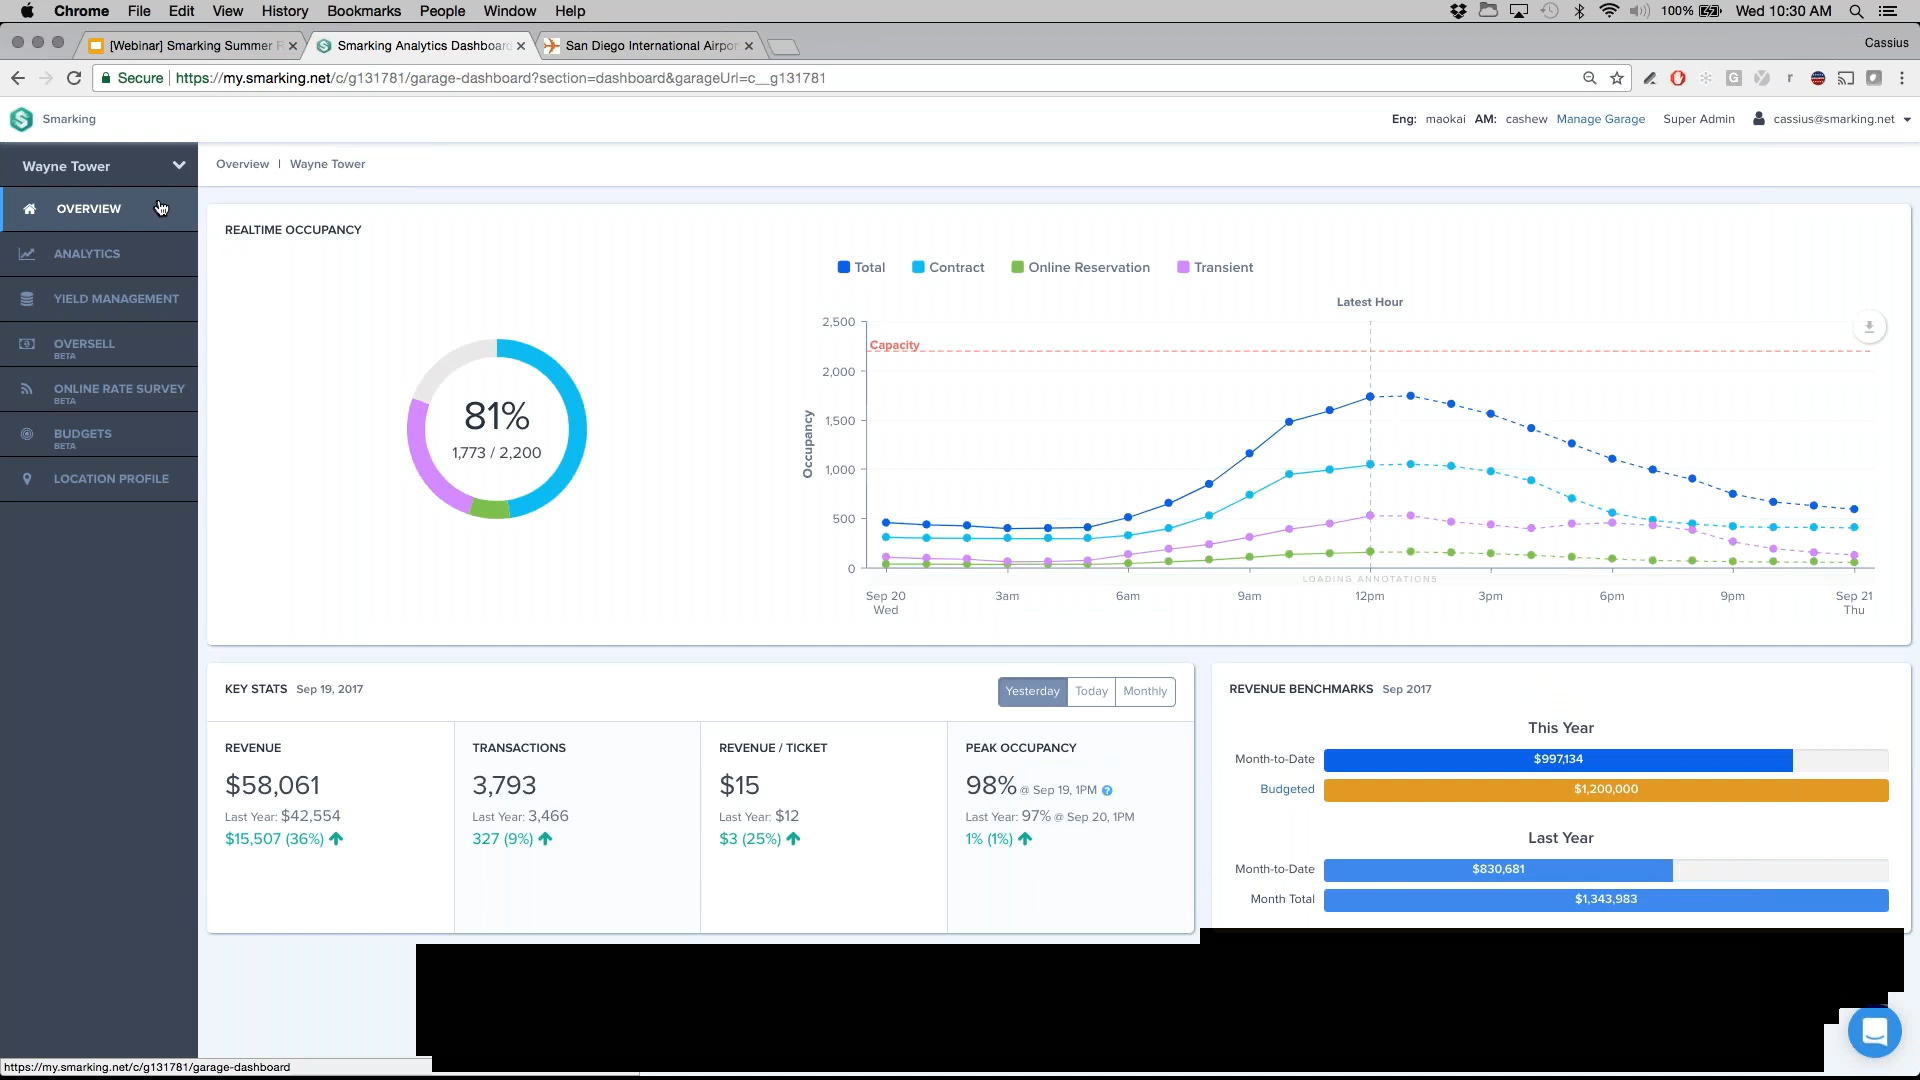 Chrome File Edit View History Bookmarks People Window Help 100% Wed 10:30 AM
[Webinar] Smarking Summer Smarking Analytics Dashboard San Diego International Airpor Cassius
Secure https://my.smarking.net/c/g131781/garage-dashboard?section=dashboard&garageUrl=c__g131781
Smarking Eng: maokai AM: cashew Manage Garage Super Admin cassius@smarking.net
Wayne Tower
Overview | Wayne Tower
OVERVIEW
ANALYTICS
YIELD MANAGEMENT
OVERSELL
BETA
ONLINE RATE SURVEY
BETA
BUDGETS
BETA
LOCATION PROFILE
REALTIME OCCUPANCY
81%
1,773 / 2,200
Total Contract Online Reservation Transient
Latest Hour
Capacity
Occupancy
2,500
2,000
1,500
1,000
500
0
LOADING ANNOTATIONS
Sep 20 3am 6am 9am 12pm 3pm 6pm 9pm Sep 21
Wed Thu
KEY STATS Sep 19, 2017
Yesterday Today Monthly
REVENUE
$58,061
Last Year: $42,554
$15,507 (36%)
TRANSACTIONS
3,793
Last Year: 3,466
327 (9%)
REVENUE / TICKET
$15
Last Year: $12
$3 (25%)
PEAK OCCUPANCY
98% @ Sep 19, 1PM ?
Last Year: 97% @ Sep 20, 1PM
1% (1%)
REVENUE BENCHMARKS Sep 2017
This Year
Month-to-Date $997,134
Budgeted $1,200,000
Last Year
Month-to-Date $830,681
Month Total $1,343,983
https://my.smarking.net/c/g131781/garage-dashboard